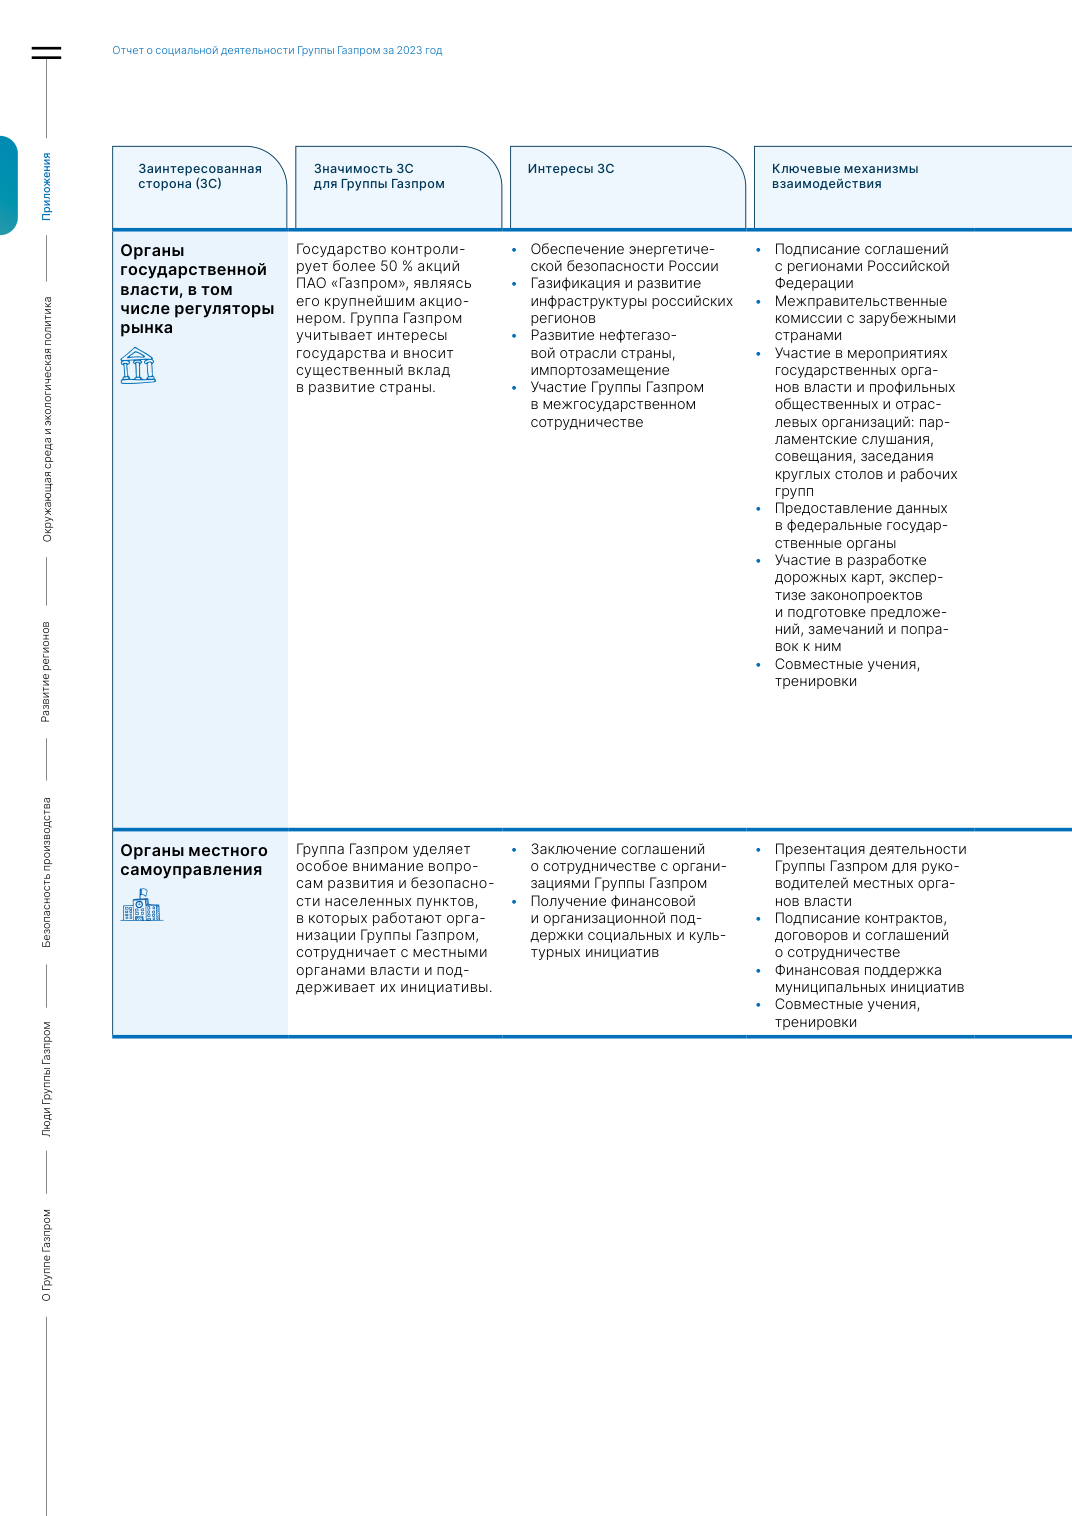 Отчет о социальной деятельности Группы Газпром за 2023 год
Приложения
Окружающая среда и экологическая политика
Развитие регионов
Безопасность производства
Люди Группы Газпром
О Группе Газпром
Заинтересованная
сторона (ЗС)
Значимость ЗС
для Группы Газпром
Интересы ЗС
Ключевые механизмы
взаимодействия
Органы
государственной
власти, в том
числе регуляторы
рынка
Государство контроли-
рует более 50 % акций
ПАО «Газпром», являясь
его крупнейшим акцио-
нером. Группа Газпром
учитывает интересы
государства и вносит
существенный вклад
в развитие страны.
• Обеспечение энергетиче-
ской безопасности России
• Газификация и развитие
инфраструктуры российских
регионов
• Развитие нефтегазо-
вой отрасли страны,
импортозамещение
• Участие Группы Газпром
в межгосударственном
сотрудничестве
• Подписание соглашений
с регионами Российской
Федерации
• Межправительственные
комиссии с зарубежными
странами
• Участие в мероприятиях
государственных орга-
нов власти и профильных
общественных и отрас-
левых организаций: пар-
ламентские слушания,
совещания, заседания
круглых столов и рабочих
групп
• Предоставление данных
в федеральные государ-
ственные органы
• Участие в разработке
дорожных карт, экспер-
тизе законопроектов
и подготовке предложе-
ний, замечаний и попра-
вок к ним
• Совместные учения,
тренировки
Органы местного
самоуправления
Группа Газпром уделяет
особое внимание вопро-
сам развития и безопасно-
сти населенных пунктов,
в которых работают орга-
низации Группы Газпром,
сотрудничает с местными
органами власти и под-
держивает их инициативы.
• Заключение соглашений
о сотрудничестве с органи-
зациями Группы Газпром
• Получение финансовой
и организационной под-
держки социальных и куль-
турных инициатив
• Презентация деятельности
Группы Газпром для руко-
водителей местных орга-
нов власти
• Подписание контрактов,
договоров и соглашений
о сотрудничестве
• Финансовая поддержка
муниципальных инициатив
• Совместные учения,
тренировки